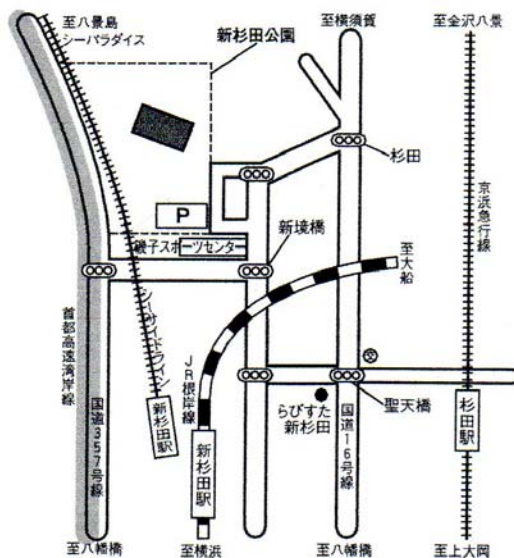 至八景島
シーパラダイス
新杉田公園
至横須賀
至金沢八景
杉田
京浜急行線
P
磯子スポーツセンター
新境橋
至大船
首都高速湾岸線
国道357号線
シーサイドライン
新杉田駅
JR根岸線
新杉田駅
文
らびすた
新杉田
聖天橋
国道16号線
杉田駅
至八幡橋
至横浜
至八幡橋
至上大岡